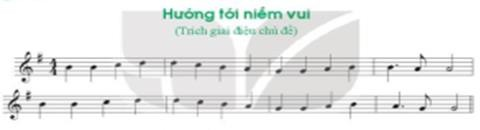 Hướng tới niềm vui
(Trích giai điệu chủ đề)